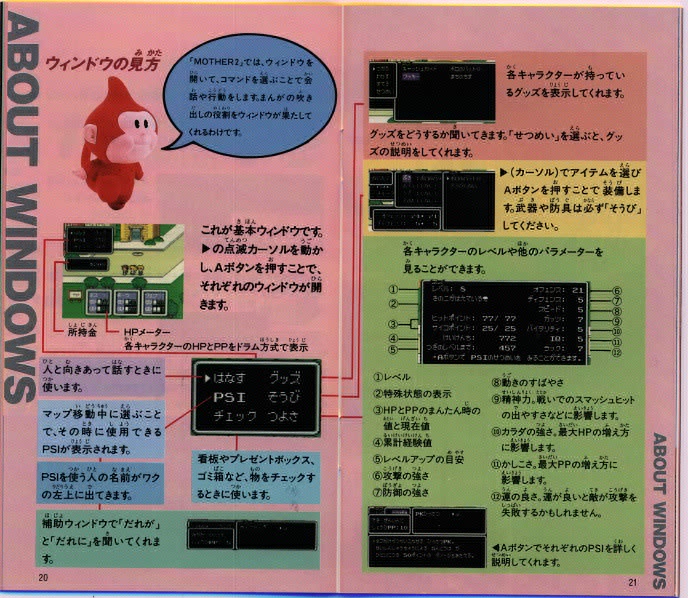 ABOUT WINDOWS
ウィンドウの見方
「MOTHER2」では、ウィンドウを
開いて、コマンドを選ぶことで会
話や行動をします。まんがの吹き
出しの役割をウィンドウが果たして
くれるわけです。
これが基本ウィンドウです。
▶の点滅カーソルを動か
し、Aボタンを押すことで、
それぞれのウィンドウが開
きます。
所持金
HPメーター
各キャラクターのHPとPPをドラム方式で表示
人と向きあって話すときに
使います。
マップ移動中に選ぶこと
で、その時に使用できる
PSIが表示されます。
PSIを使う人の名前がワク
の左上に出てきます。
▶はなす グッズ
PSI そうび
チェック つよさ
看板やプレゼントボックス、
ゴミ箱など、物をチェックす
るときに使います。
補助ウィンドウで「だれが」
と「だれに」を聞いてくれま
す。
20
各キャラクターが持ってい
るグッズを表示してくれます。
グッズをどうするか聞いてきます。「せつめい」を選ぶと、グッ
ズの説明をしてくれます。
▶(カーソル)でアイテムを選び
Aボタンを押すことで装備しま
す。武器や防具は必ず「そうび」
してください。
各キャラクターのレベルや他のパラメーターを
見ることができます。
レベル: 8 オフェンス: 21
ディフェンス: 5
スピード: 5
ヒットポイント: 77/ 77 ガッツ: 7
サイコポイント: 25/ 25 バイタリティ: 5
けいけんち: 772 IQ: 5
つぎのレベルまで: 457 ラック: 7
①
②
③
④
⑤
⑥
⑦
⑧
⑨
⑩
⑪
⑫
①レベル
②特殊状態の表示
③HPとPPのまんたん時の
値と現在値
④累計経験値
⑤レベルアップの目安
⑥攻撃の強さ
⑦防御の強さ
⑧動きのすばやさ
⑨精神力。戦いでのスマッシュヒット
の出やすさなどに影響します。
⑩カラダの強さ。最大HPの増え方
に影響します。
⑪かしこさ。最大PPの増え方に
影響します。
⑫運の良さ。運が良いと敵が攻撃を
失敗するかもしれません。
◀AボタンでそれぞれのPSIを詳しく
説明してくれます。
ABOUT WINDOWS
21